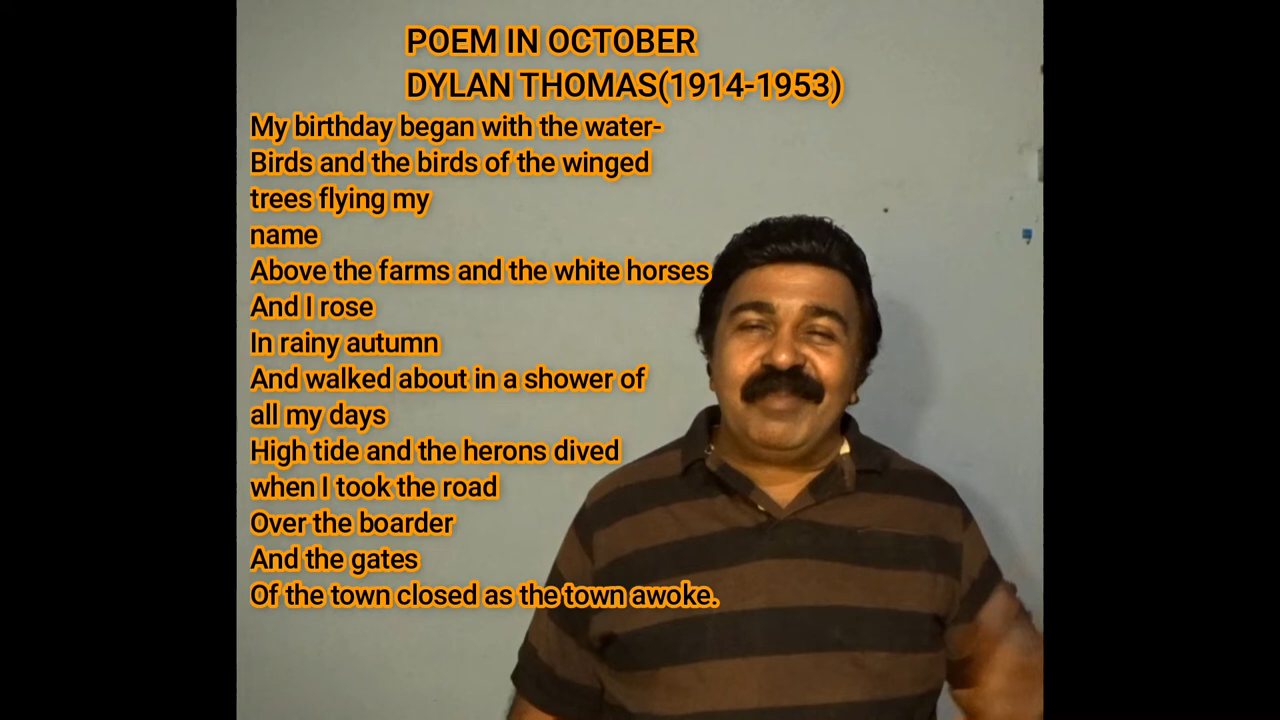 POEM IN OCTOBER
DYLAN THOMAS(1914-1953)
My birthday began with the water-
Birds and the birds of the winged
trees flying my
name
Above the farms and the white horses
And I rose
In rainy autumn
And walked about in a shower of
all my days
High tide and the herons dived
when I took the road
Over the boarder
And the gates
Of the town closed as the town awoke.